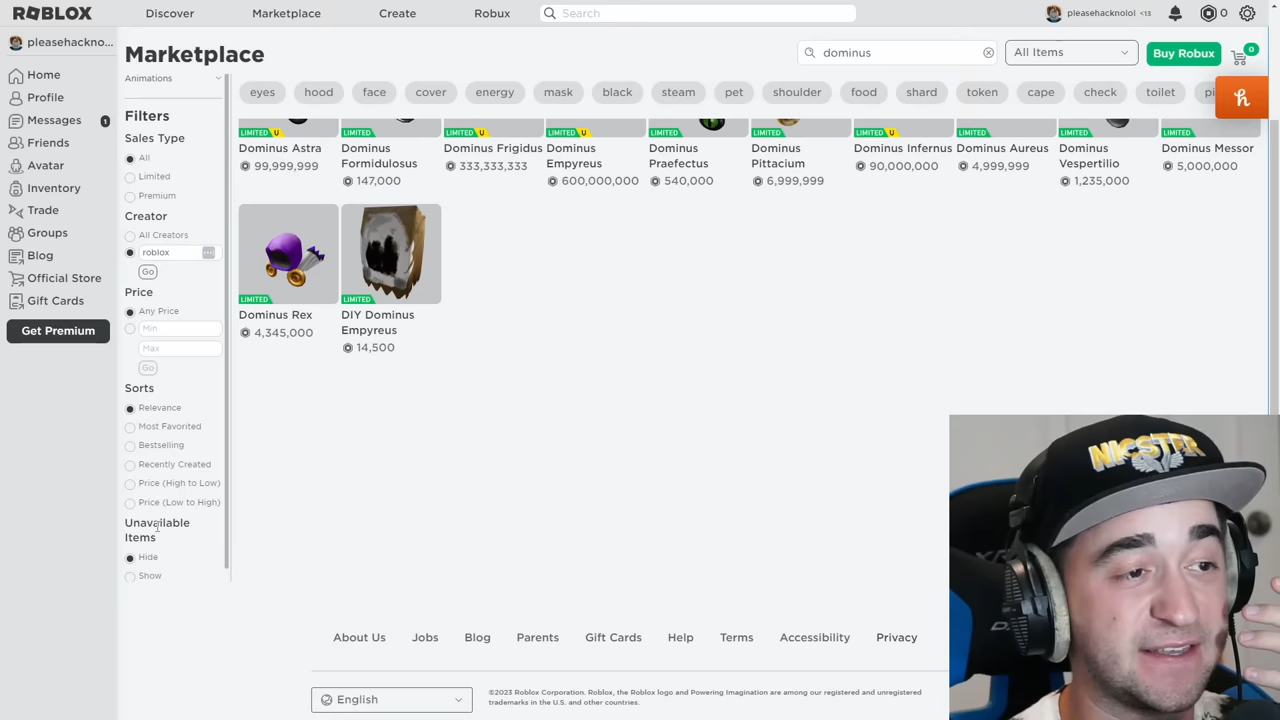 ROBLOX
Discover
Marketplace
Create
Robux
Search
pleasehacknolol <13
0
pleasehackno...
Home
Profile
Messages
1
Friends
Avatar
Inventory
Trade
Groups
Blog
Official Store
Gift Cards
Get Premium
Marketplace
dominus
All Items
Buy Robux
0
Animations
Filters
Sales Type
All
Limited
Premium
Creator
All Creators
roblox
Go
Price
Any Price
Min
Max
Go
Sorts
Relevance
Most Favorited
Bestselling
Recently Created
Price (High to Low)
Price (Low to High)
Unavailable
Items
Hide
Show
eyes
hood
face
cover
energy
mask
black
steam
pet
shoulder
food
shard
token
cape
check
toilet
LIMITED U
Dominus Astra
99,999,999
LIMITED
Dominus
Formidulosus
147,000
LIMITED U
Dominus Frigidus
333,333,333
LIMITED U
Dominus
Empyreus
600,000,000
LIMITED
Dominus
Praefectus
540,000
LIMITED
Dominus
Pittacium
6,999,999
LIMITED U
Dominus Infernus
90,000,000
LIMITED
Dominus Aureus
4,999,999
LIMITED
Dominus
Vespertilio
1,235,000
LIMITED
Dominus Messor
5,000,000
LIMITED
Dominus Rex
4,345,000
LIMITED
DIY Dominus
Empyreus
14,500
NICSTER
About Us
Jobs
Blog
Parents
Gift Cards
Help
Terms
Accessibility
Privacy
English
©2023 Roblox Corporation. Roblox, the Roblox logo and Powering Imagination are among our registered and unregistered
trademarks in the U.S. and other countries.